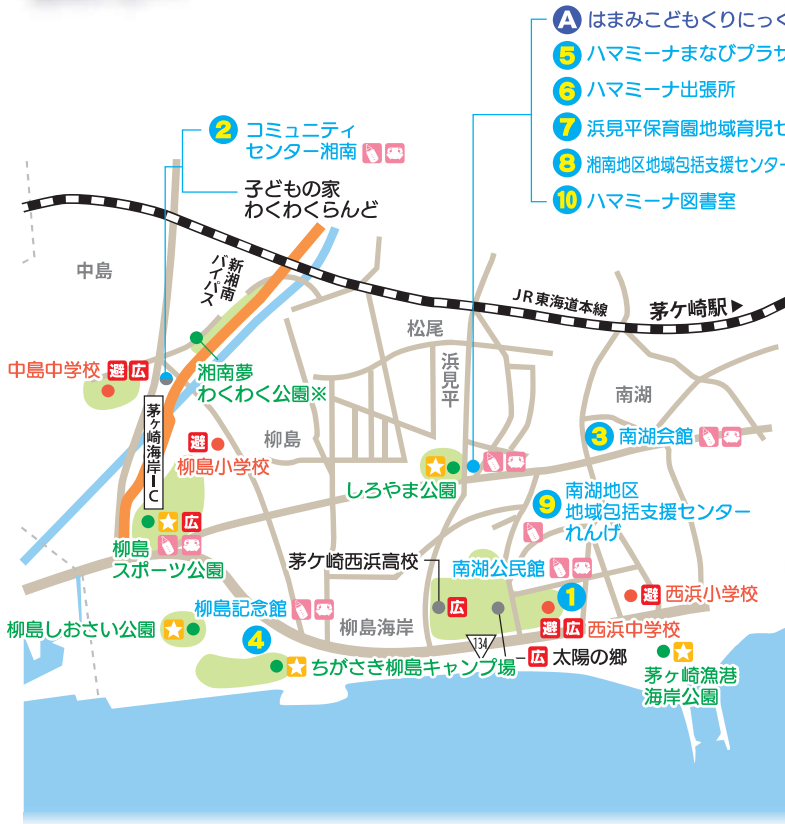 A はまみこどもくりにっく
5 ハマミーナまなびプラザ
6 ハマミーナ出張所
7 浜見平保育園地域育児セ
8 湘南地区地域包括支援センター
10 ハマミーナ図書室
2 コミュニティ
センター湘南
子どもの家
わくわくらんど
中島
新湘南
バイパス
JR東海道本線
茅ケ崎駅▶
松尾
浜見平
南湖
中島中学校 避 広
湘南夢
わくわく公園※
茅ヶ崎海岸IC
避
柳島小学校
柳島
3 南湖会館
しろやま公園
9 南湖地区
地域包括支援センター
れんげ
広
柳島
スポーツ公園
茅ケ崎西浜高校
広
南湖公民館
1
避 西浜小学校
避 広 西浜中学校
柳島記念館
4
柳島海岸
柳島しおさい公園
134
広 太陽の郷
ちがさき柳島キャンプ場
茅ヶ崎漁港
海岸公園